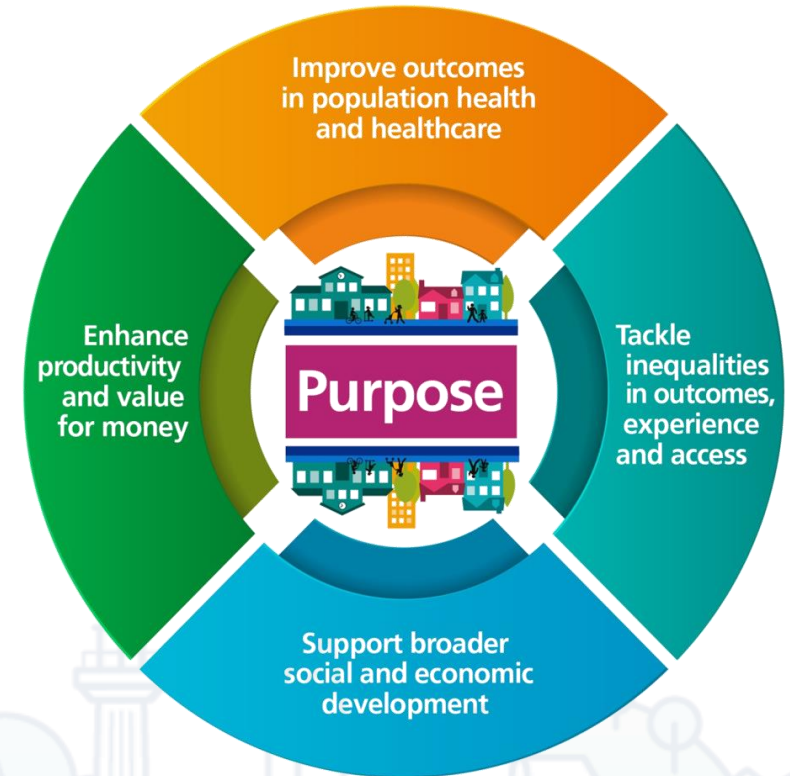 Improve outcomes
in population health
and healthcare
Tackle
inequalities
in outcomes,
experience
and access
Support broader
social and economic
development
Enhance
productivity
and value
for money
Purpose